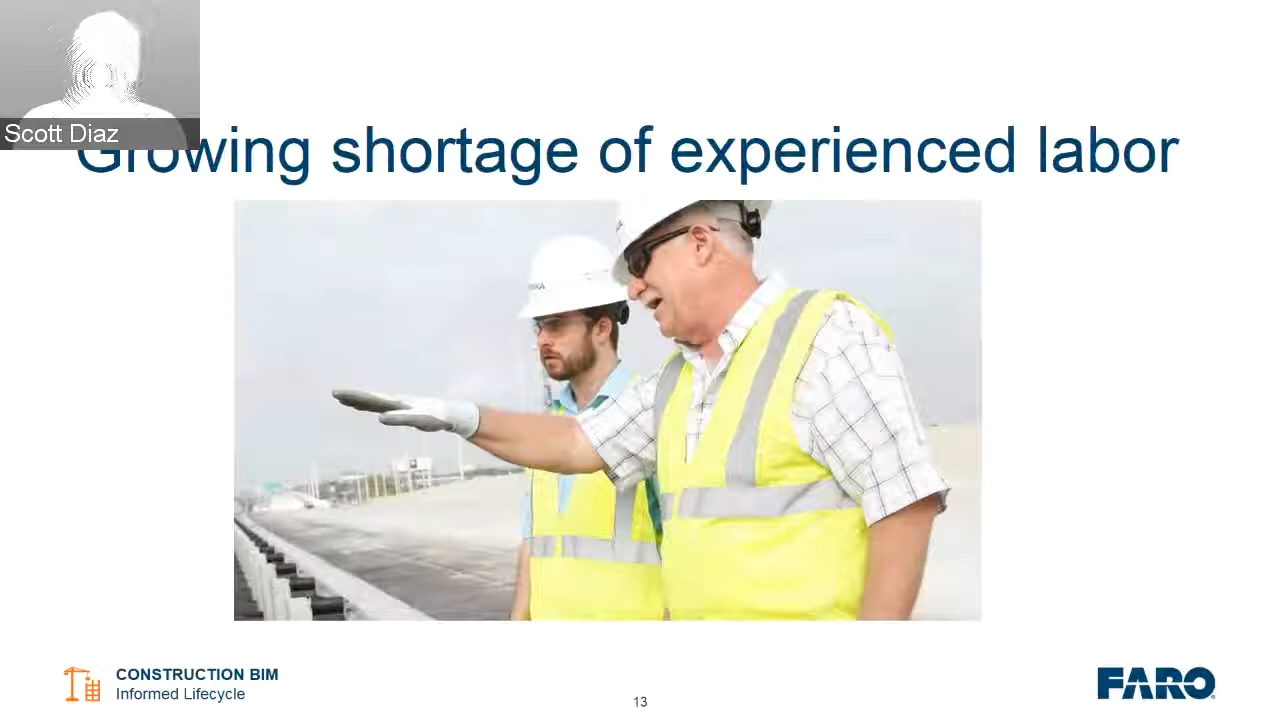 Scott Diaz
Growing shortage of experienced labor
CONSTRUCTION BIM
Informed Lifecycle
13
FARO